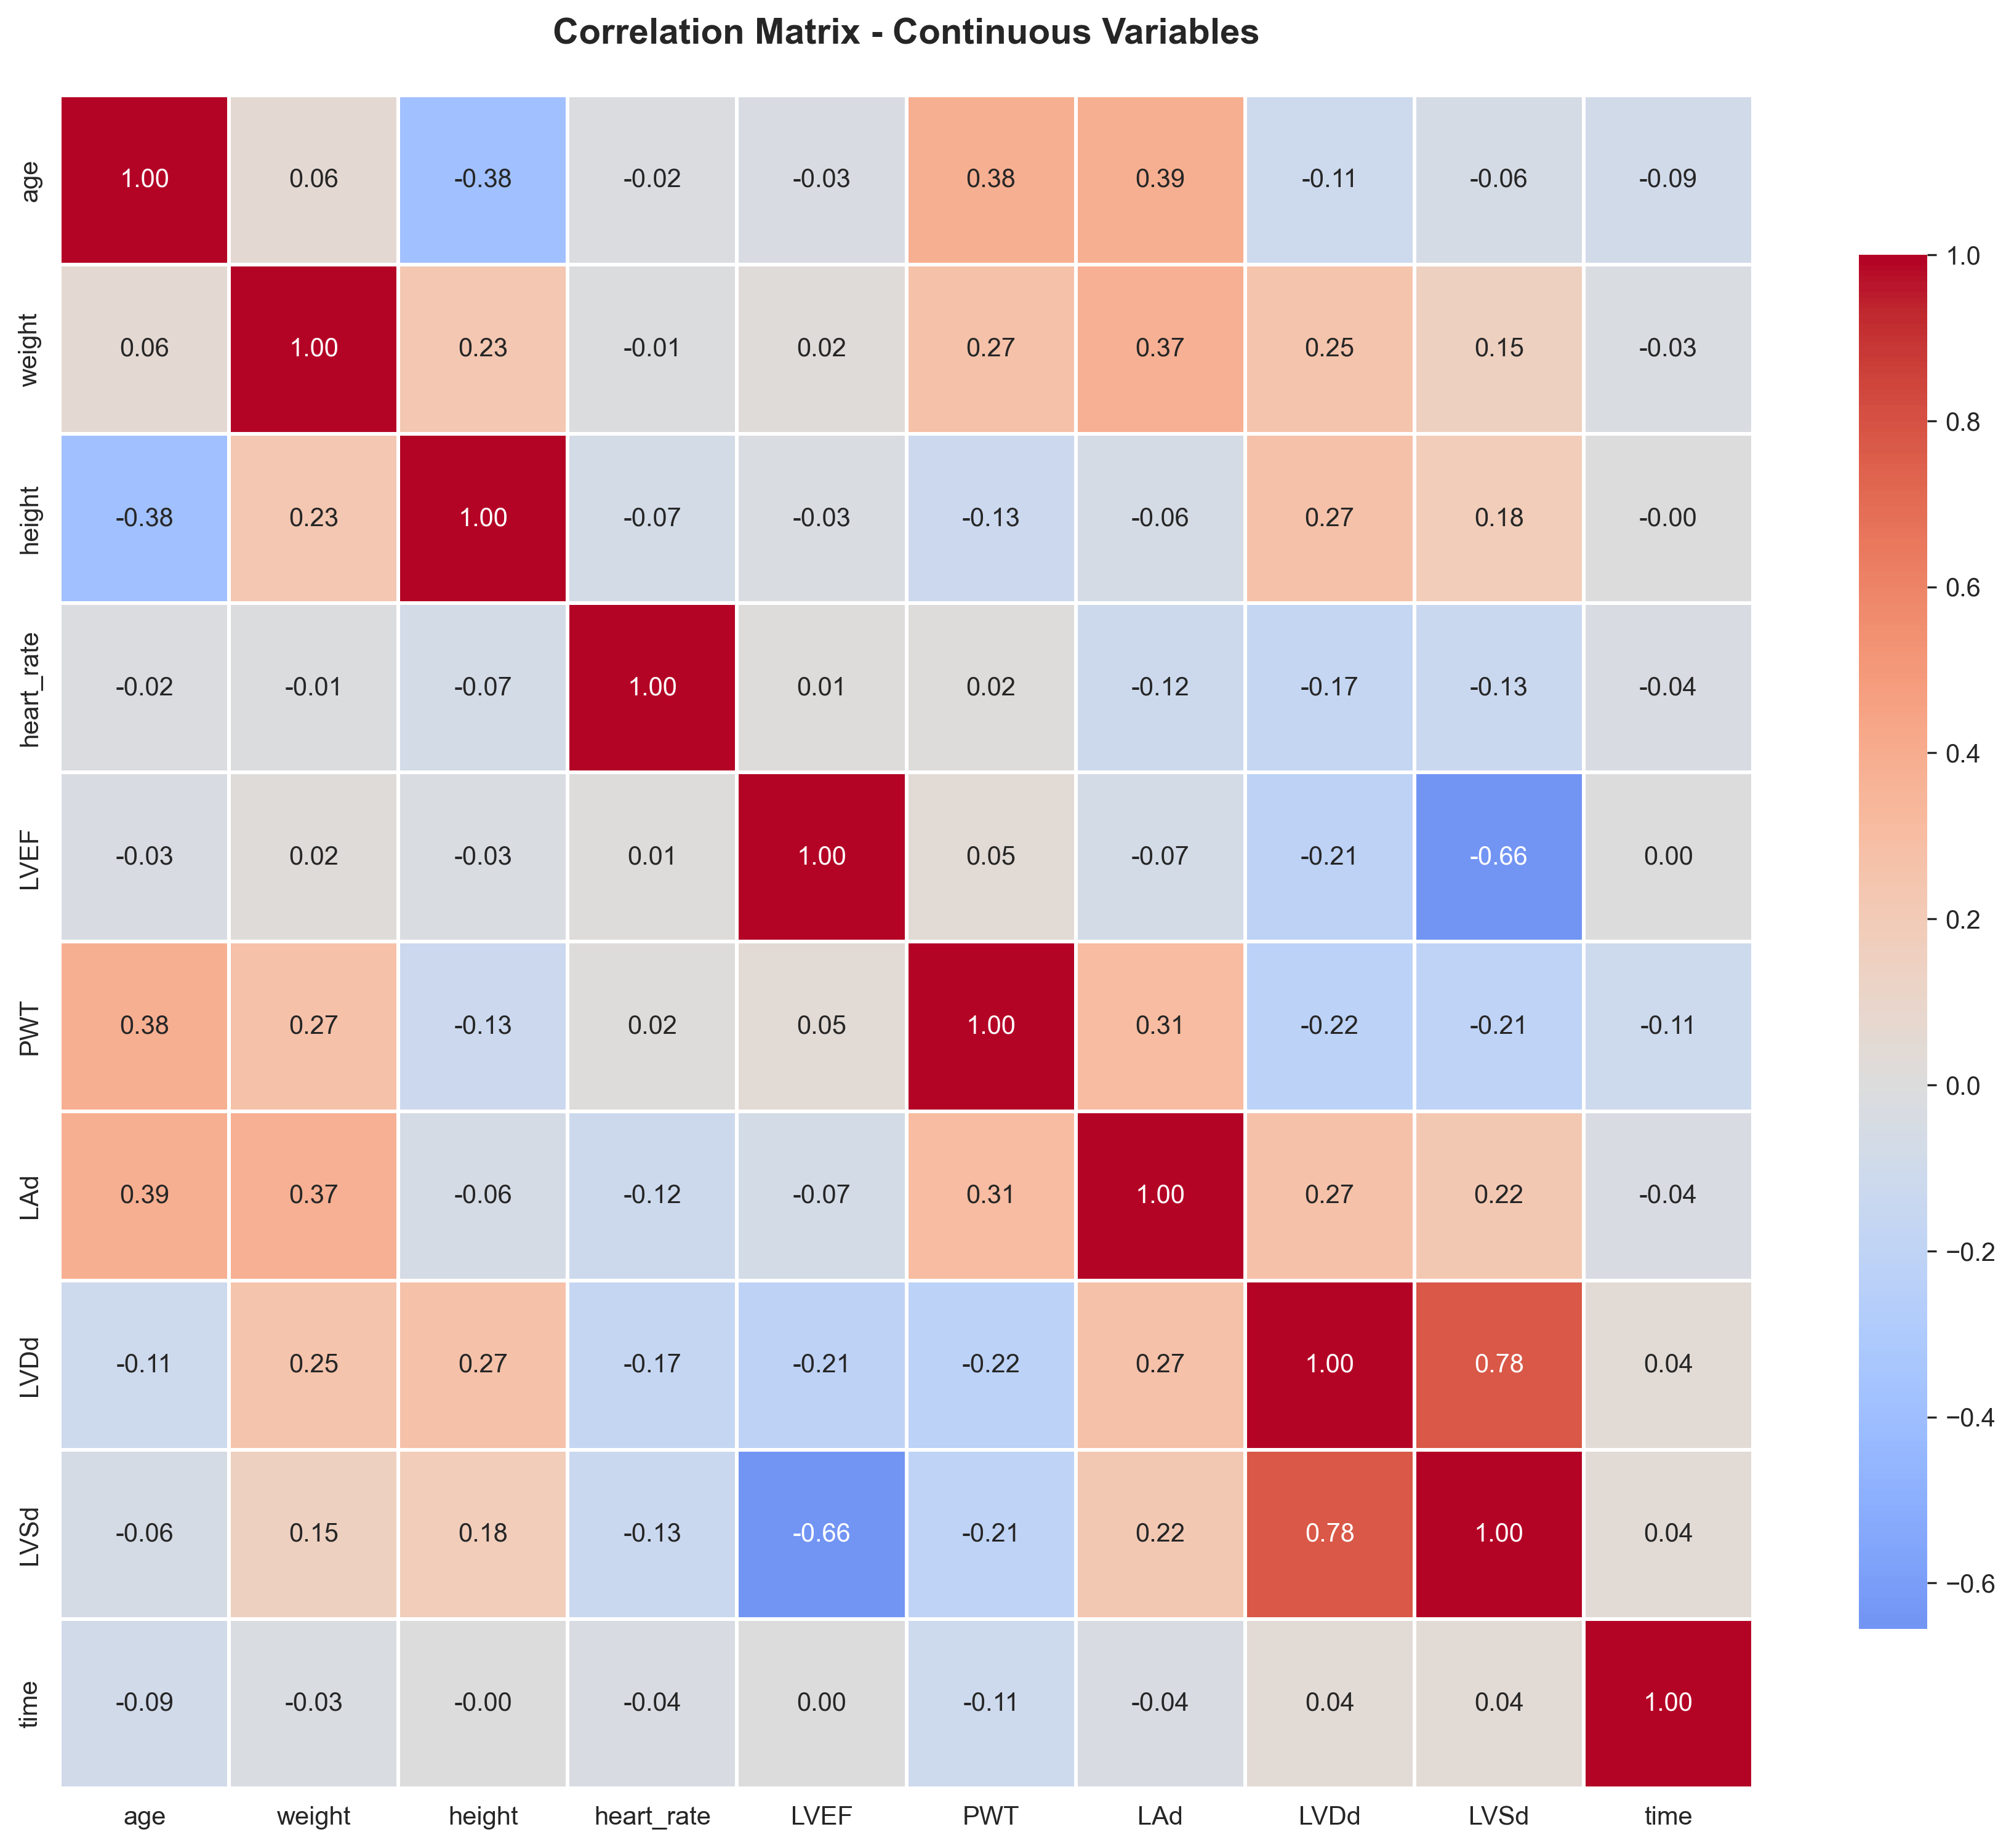 Correlation Matrix - Continuous Variables
age 1.00 0.06 -0.38 -0.02 -0.03 0.38 0.39 -0.11 -0.06 -0.09
weight 0.06 1.00 0.23 -0.01 0.02 0.27 0.37 0.25 0.15 -0.03
height -0.38 0.23 1.00 -0.07 -0.03 -0.13 -0.06 0.27 0.18 -0.00
heart_rate -0.02 -0.01 -0.07 1.00 0.01 0.02 -0.12 -0.17 -0.13 -0.04
LVEF -0.03 0.02 -0.03 0.01 1.00 0.05 -0.07 -0.21 -0.66 0.00
PWT 0.38 0.27 -0.13 0.02 0.05 1.00 0.31 -0.22 -0.21 -0.11
LAd 0.39 0.37 -0.06 -0.12 -0.07 0.31 1.00 0.27 0.22 -0.04
LVDd -0.11 0.25 0.27 -0.17 -0.21 -0.22 0.27 1.00 0.78 0.04
LVSd -0.06 0.15 0.18 -0.13 -0.66 -0.21 0.22 0.78 1.00 0.04
time -0.09 -0.03 -0.00 -0.04 0.00 -0.11 -0.04 0.04 0.04 1.00
age weight height heart_rate LVEF PWT LAd LVDd LVSd time
1.0
0.8
0.6
0.4
0.2
0.0
−0.2
−0.4
−0.6